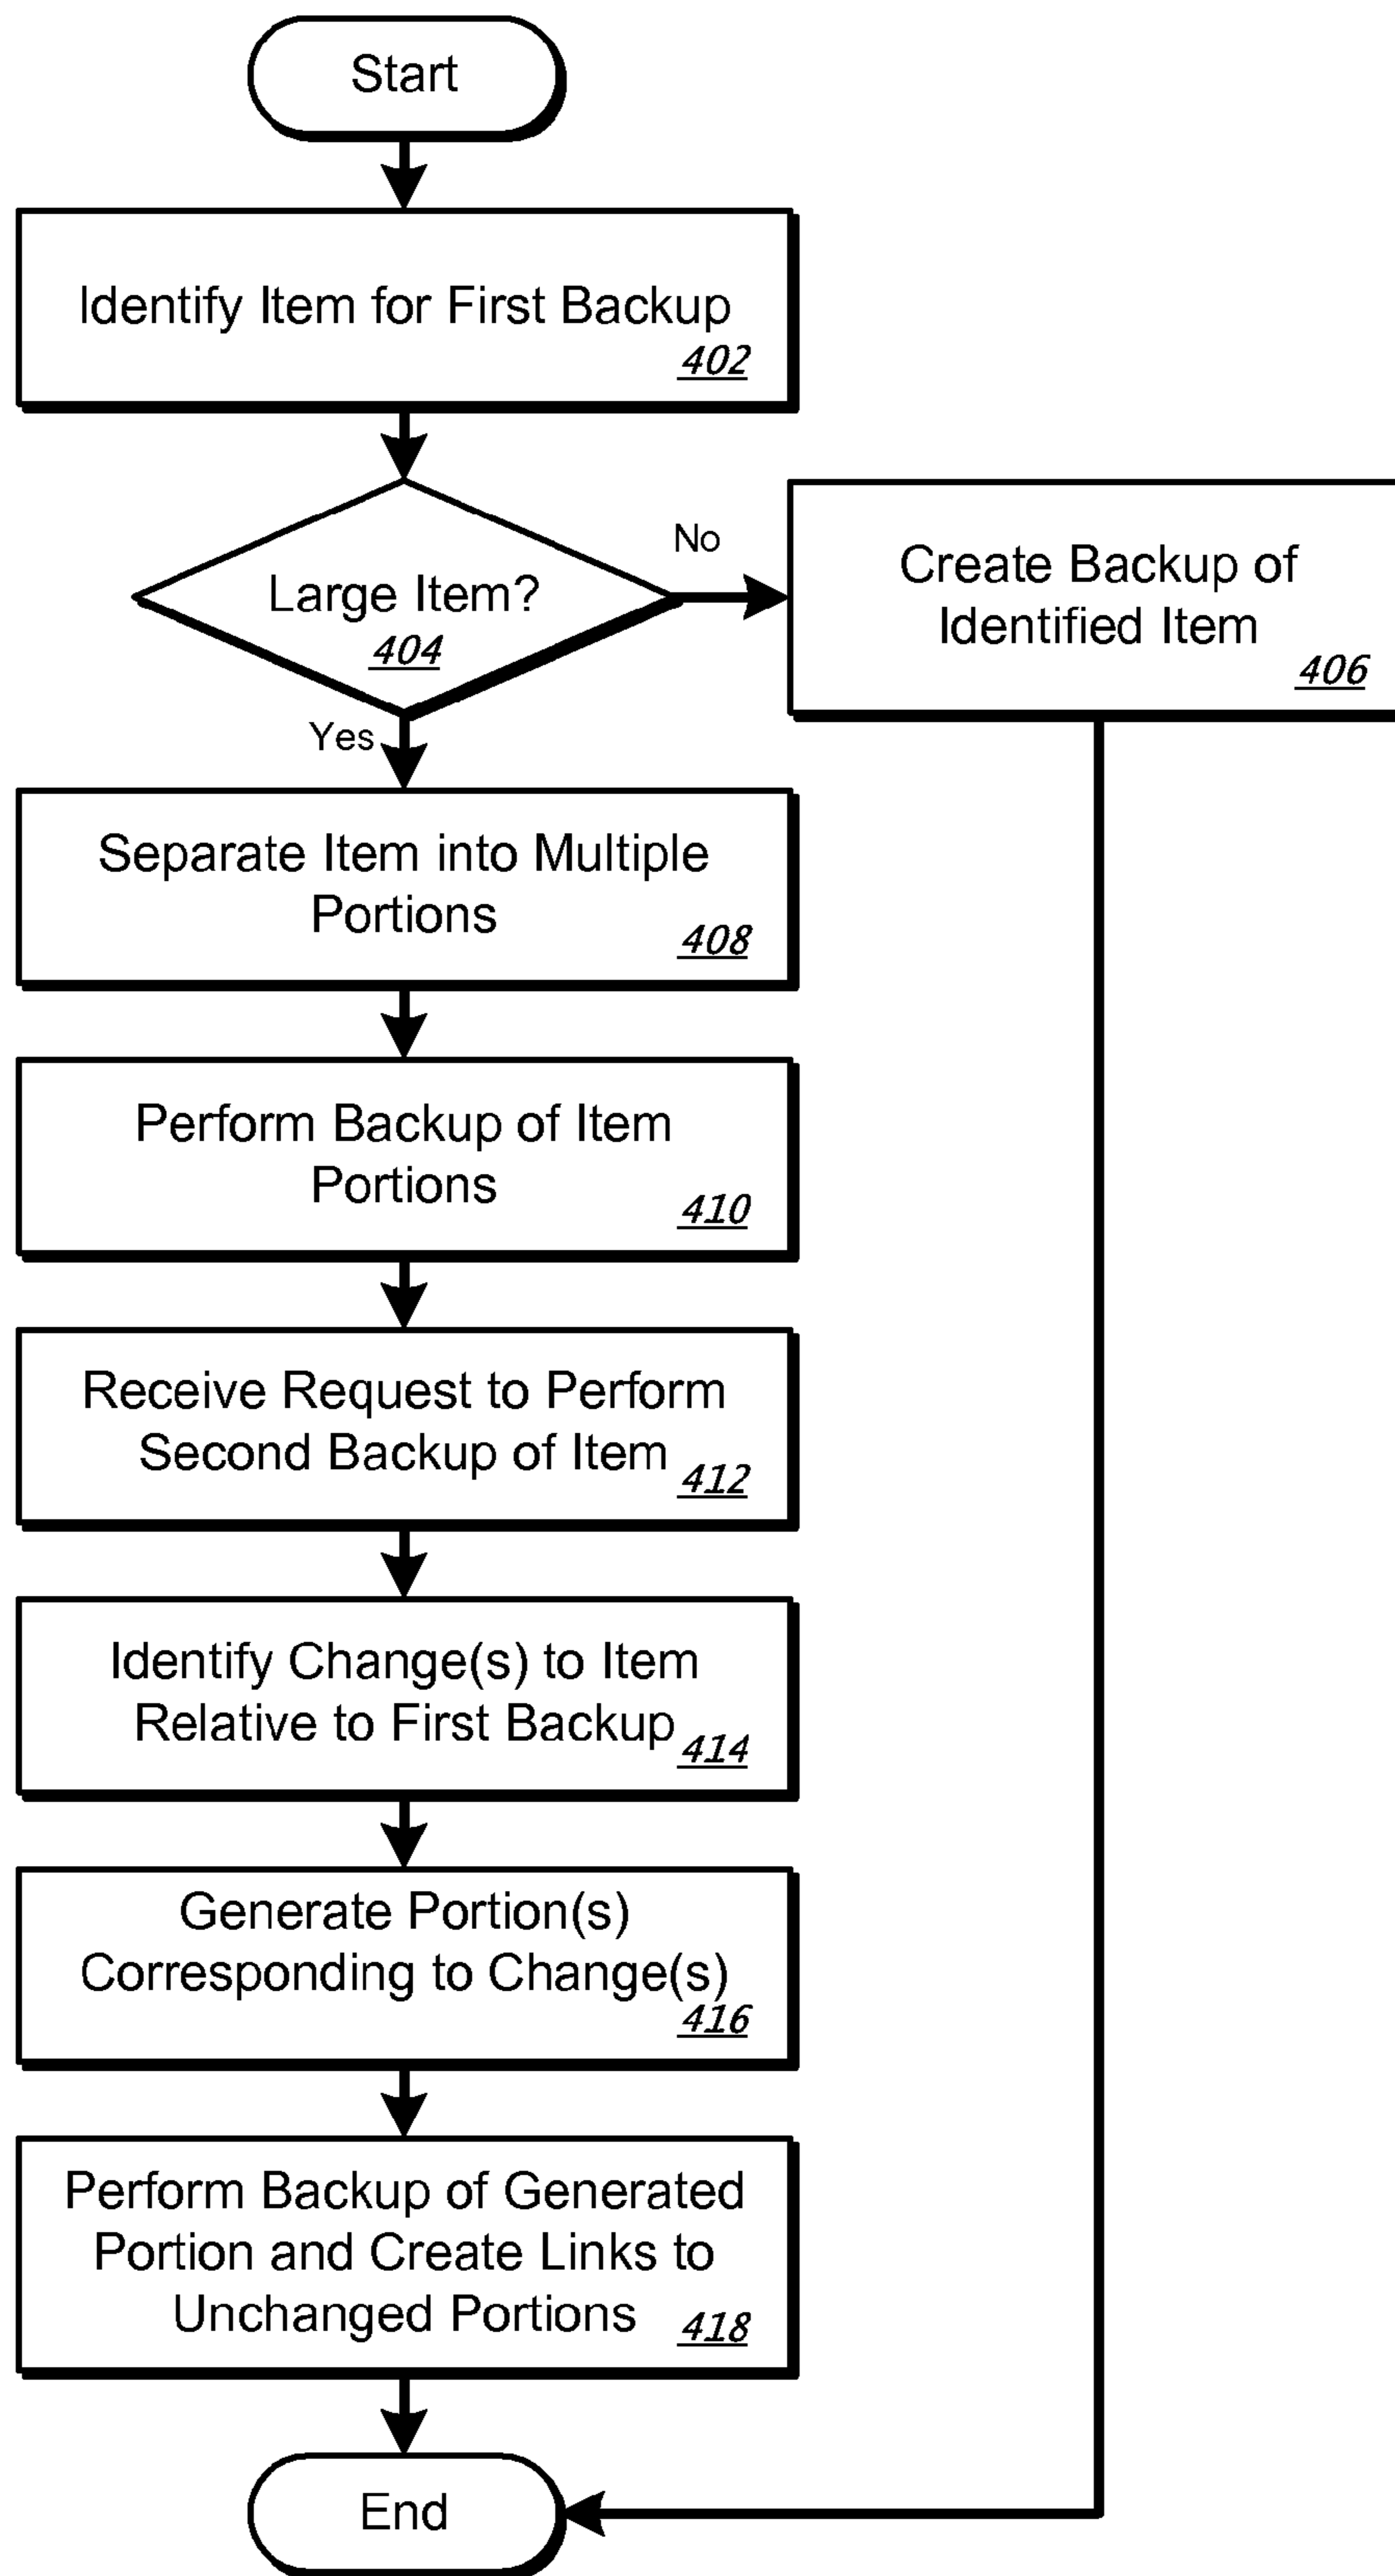 Start
Identify Item for First Backup
402
Large Item?
404
No
Yes
Create Backup of
Identified Item
406
Separate Item into Multiple
Portions
408
Perform Backup of Item
Portions
410
Receive Request to Perform
Second Backup of Item
412
Identify Change(s) to Item
Relative to First Backup
414
Generate Portion(s)
Corresponding to Change(s)
416
Perform Backup of Generated
Portion and Create Links to
Unchanged Portions
418
End